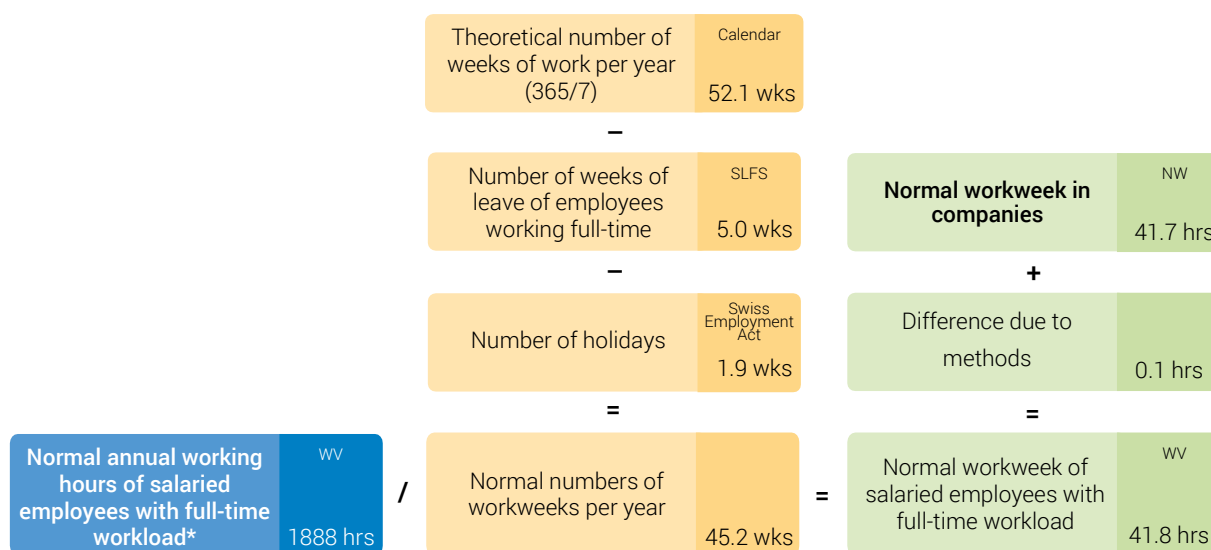 Theoretical number of
weeks of work per year
(365/7)
Calendar
52.1 wks
–
Number of weeks of
leave of employees
working full-time
SLFS
5.0 wks
Normal workweek in
companies
NW
41.7 hrs
–
+
Number of holidays
Swiss
Employment
Act
1.9 wks
Difference due to
methods
0.1 hrs
=
=
Normal annual working
hours of salaried
employees with full-time
workload*
WV
1888 hrs
/
Normal numbers of
workweeks per year
45.2 wks
=
Normal workweek of
salaried employees with
full-time workload
WV
41.8 hrs